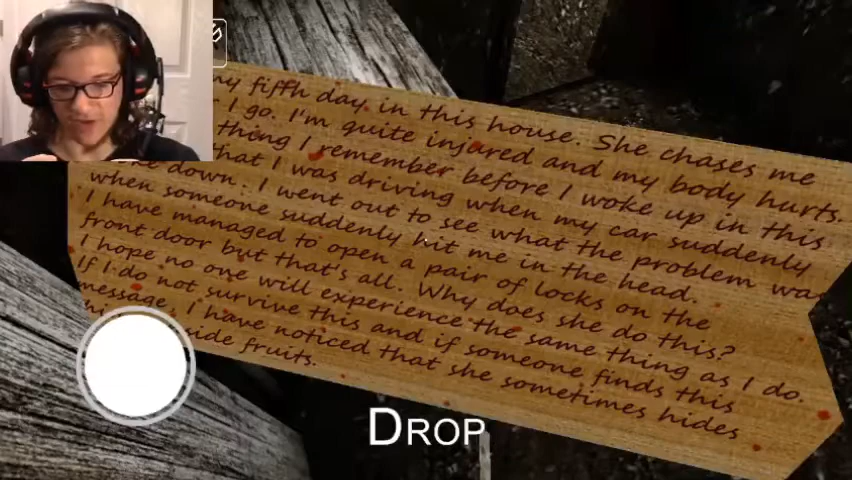 my fifth day in this house. She chases me
I go. I'm quite injured and my body hurts.
thing I remember before I woke up in this
that I was driving when my car suddenly
down. I went out to see what the problem was
when someone suddenly hit me in the head.
I have managed to open a pair of locks on the
front door but that's all. Why does she do this?
I hope no one will experience the same thing as I do.
If I do not survive this and if someone finds this
message, I have noticed that she sometimes hides
side fruits.
DROP